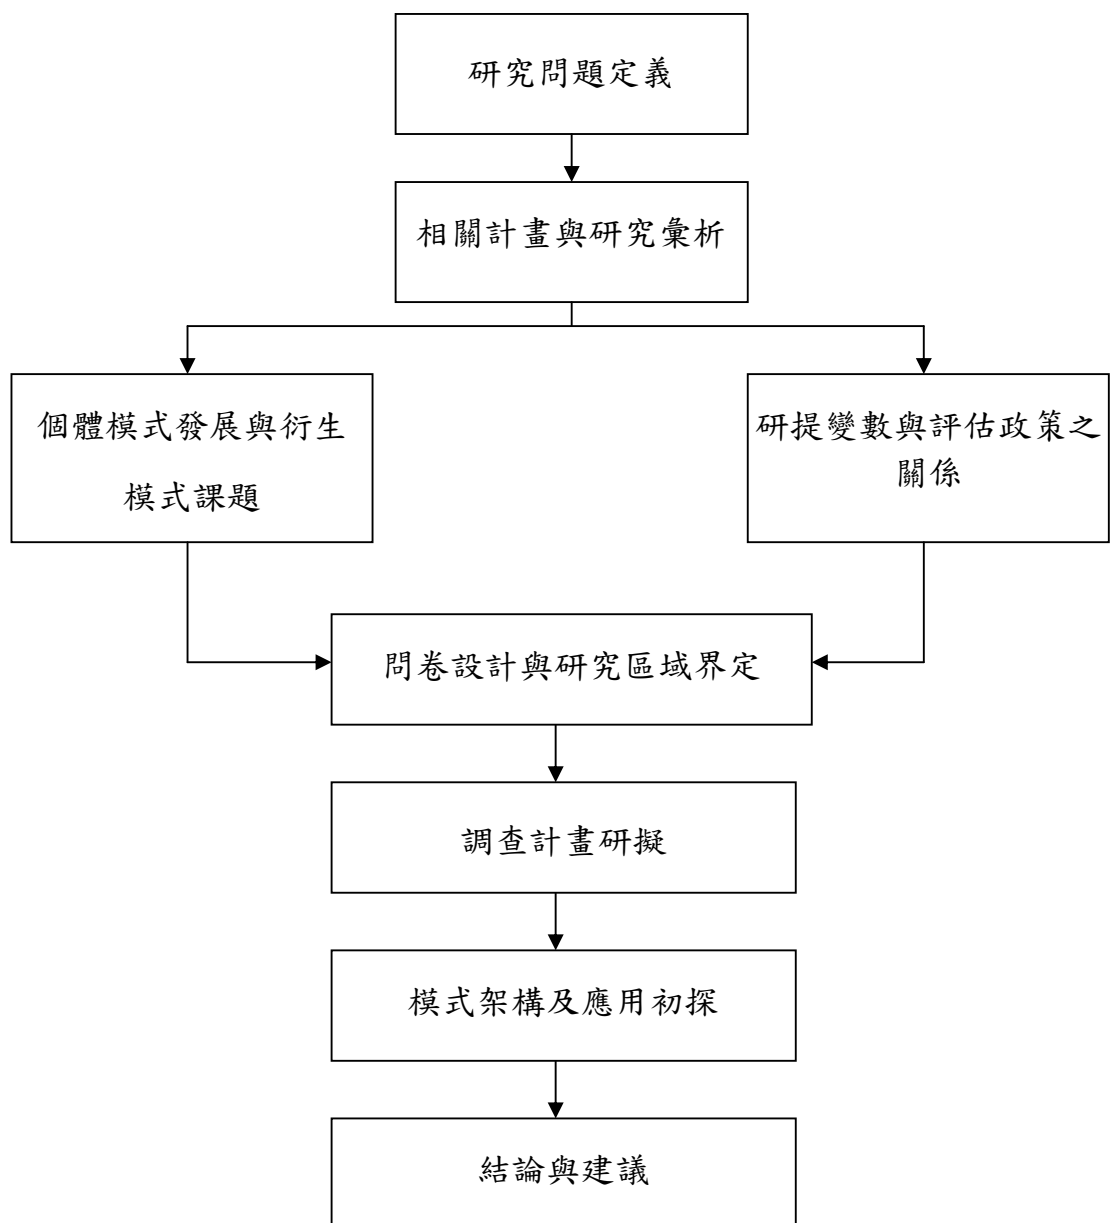 研究問題定義
相關計畫與研究彙析
個體模式發展與衍生
模式課題
研提變數與評估政策之
關係
問卷設計與研究區域界定
調查計畫研擬
模式架構及應用初探
結論與建議